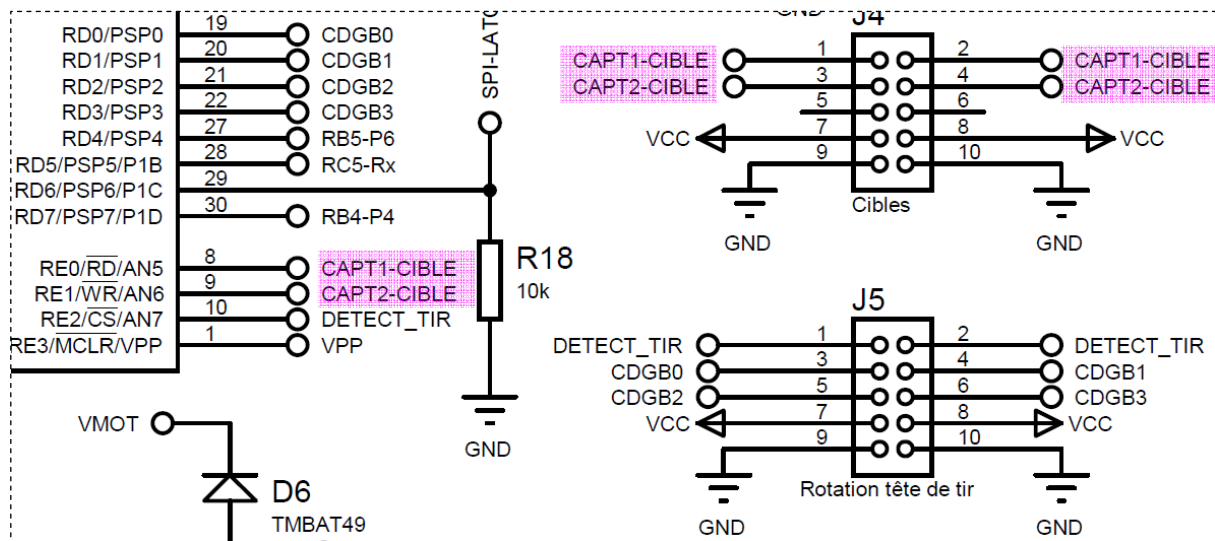 RD0/PSP0 19 CDGB0
RD1/PSP1 20 CDGB1
RD2/PSP2 21 CDGB2
RD3/PSP3 22 CDGB3
RD4/PSP4 27 RB5-P6
RD5/PSP5/P1B 28 RC5-Rx
RD6/PSP6/P1C 29
RD7/PSP7/P1D 30 RB4-P4
RE0/RD/AN5 8 CAPT1-CIBLE
RE1/WR/AN6 9 CAPT2-CIBLE
RE2/CS/AN7 10 DETECT_TIR
RE3/MCLR/VPP 1 VPP
R18
10k
GND
VMOT
D6
TMBAT49
GND
J4
CAPT1-CIBLE 1 2 CAPT1-CIBLE
CAPT2-CIBLE 3 4 CAPT2-CIBLE
5 6
VCC 7 8 VCC
9 10
Cibles
GND GND
J5
DETECT_TIR 1 2 DETECT_TIR
CDGB0 3 4 CDGB1
CDGB2 5 6 CDGB3
VCC 7 8 VCC
9 10
Rotation tête de tir
GND GND